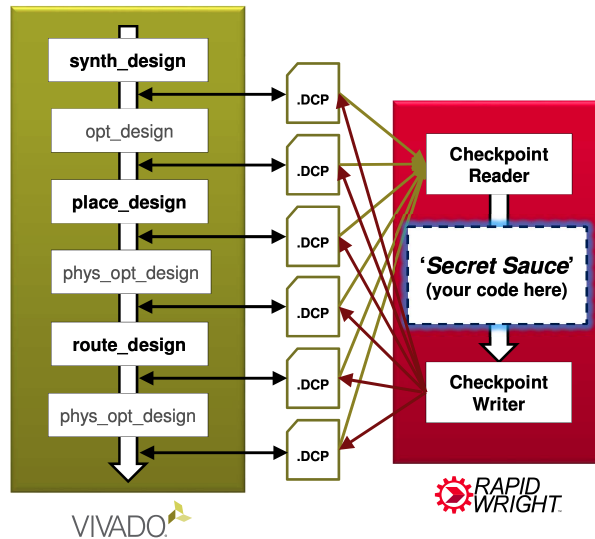 synth_design
opt_design
place_design
phys_opt_design
route_design
phys_opt_design
.DCP
.DCP
.DCP
.DCP
.DCP
.DCP
Checkpoint
Reader
‘Secret Sauce’
(your code here)
Checkpoint
Writer
VIVADO.
RAPID
WRIGHT™